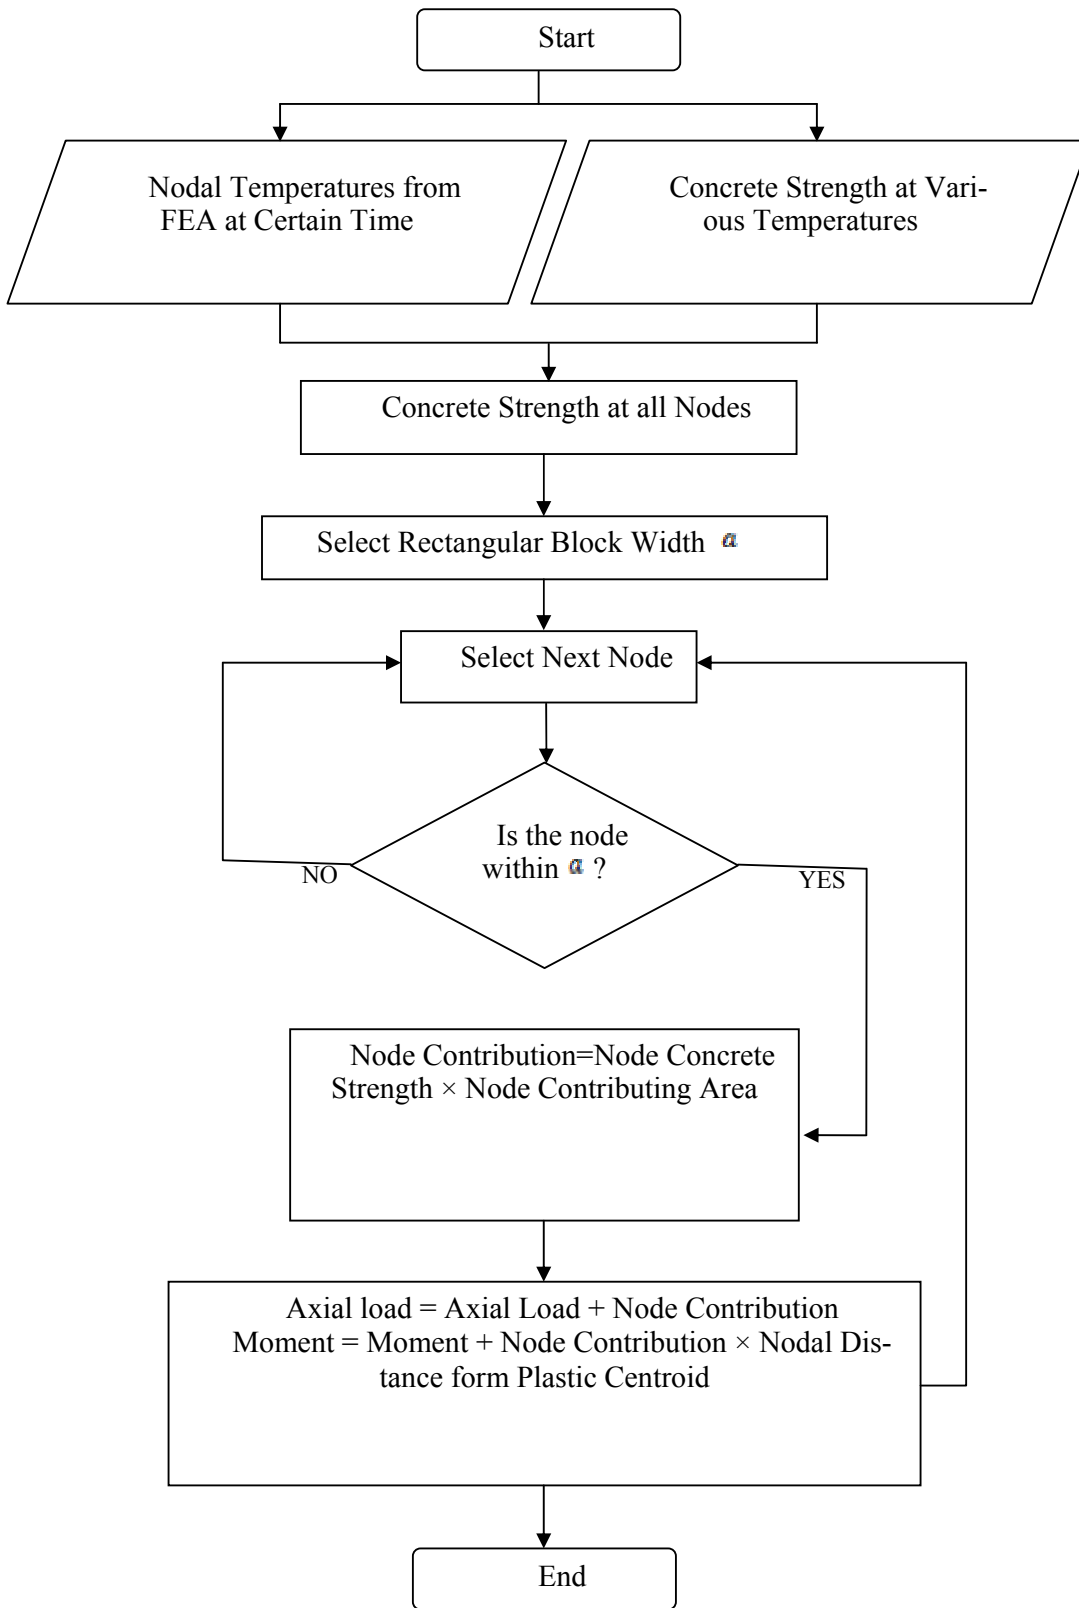 Start
Nodal Temperatures from
FEA at Certain Time
Concrete Strength at Vari-
ous Temperatures
Concrete Strength at all Nodes
Select Rectangular Block Width a
Select Next Node
Is the node
within a ?
NO
YES
Node Contribution=Node Concrete
Strength × Node Contributing Area
Axial load = Axial Load + Node Contribution
Moment = Moment + Node Contribution × Nodal Dis-
tance form Plastic Centroid
End